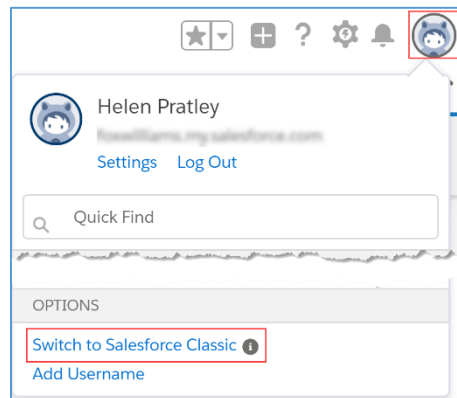 ?
Helen Pratley
Settings Log Out
Quick Find
OPTIONS
Switch to Salesforce Classic i
Add Username